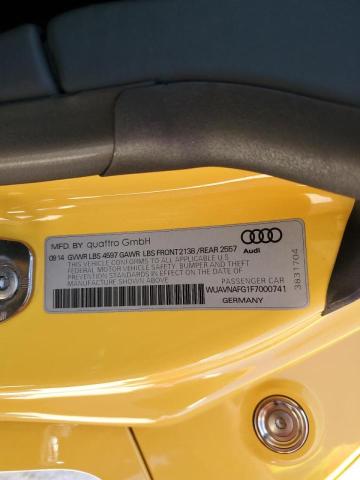 MFD. BY quattro GmbH
Audi
09 14 GVWR LBS 4597 GAWR LBS FRONT 2136 / REAR 2557
THIS VEHICLE CONFORMS TO ALL APPLICABLE U.S
FEDERAL MOTOR VEHICLE SAFETY, BUMPER, AND THEFT
PREVENTION STANDARDS IN EFFECT ON THE DATE OF
MANUFACTURE SHOWN ABOVE.
PASSENGER CAR
WUAVNAFG1F7000741
GERMANY
3831704